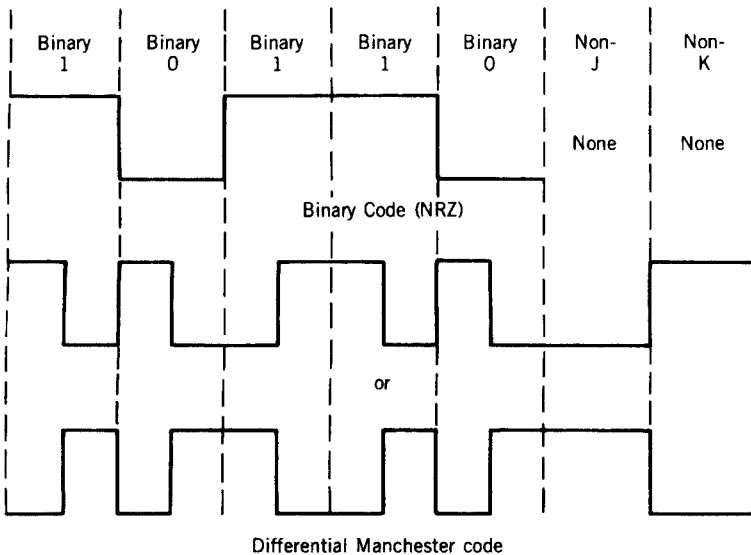 Binary Binary Binary Binary Binary Non- Non-
1 0 1 1 0 J K
None None
Binary Code (NRZ)
or
Differential Manchester code